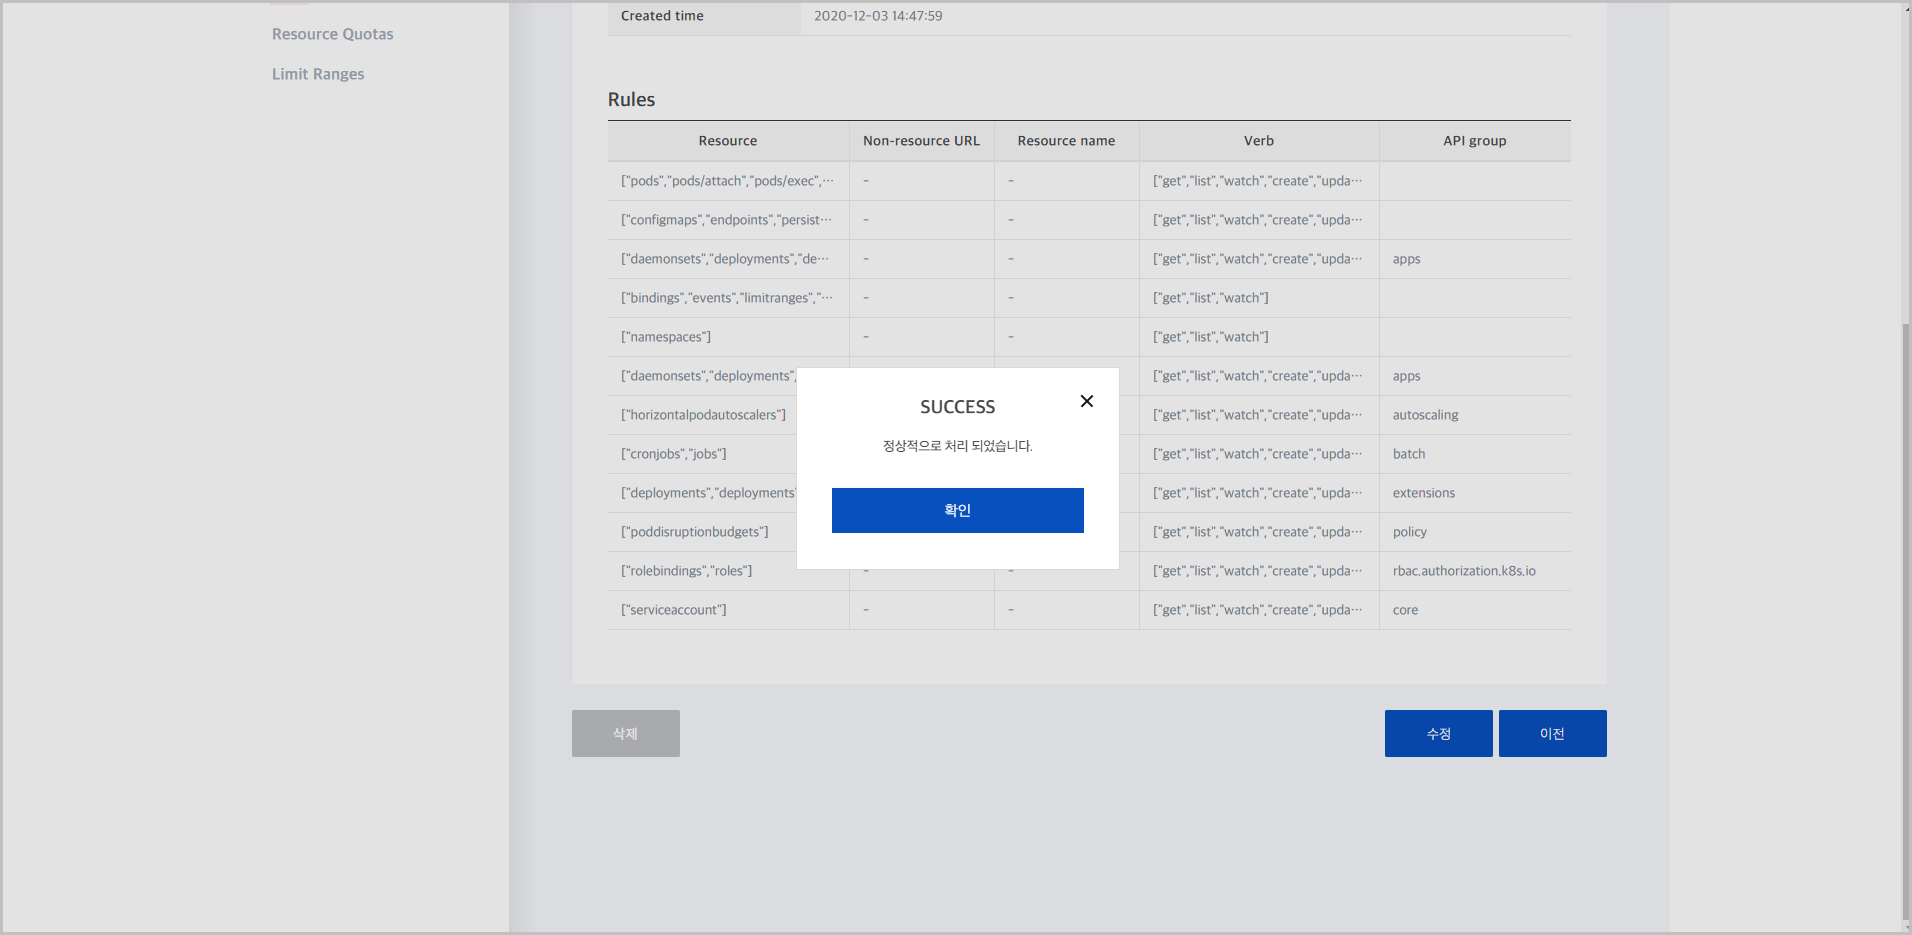 Resource Quotas
Limit Ranges
Created time 2020-12-03 14:47:59
Rules
Resource Non-resource URL Resource name Verb API group
["pods","pods/attach","pods/exec",··· - - ["get","list","watch","create","upda···
["configmaps","endpoints","persist··· - - ["get","list","watch","create","upda···
["daemonsets","deployments","de··· - - ["get","list","watch","create","upda··· apps
["bindings","events","limitranges","··· - - ["get","list","watch"]
["namespaces"] - - ["get","list","watch"]
["daemonsets","deployments", ["get","list","watch","create","upda··· apps
["horizontalpodautoscalers"] ["get","list","watch","create","upda··· autoscaling
["cronjobs","jobs"] ["get","list","watch","create","upda··· batch
["deployments","deployments" ["get","list","watch","create","upda··· extensions
["poddisruptionbudgets"] ["get","list","watch","create","upda··· policy
["rolebindings","roles"] - - ["get","list","watch","create","upda··· rbac.authorization.k8s.io
["serviceaccount"] - - ["get","list","watch","create","upda··· core
SUCCESS
정상적으로 처리 되었습니다.
확인
삭제 수정 이전